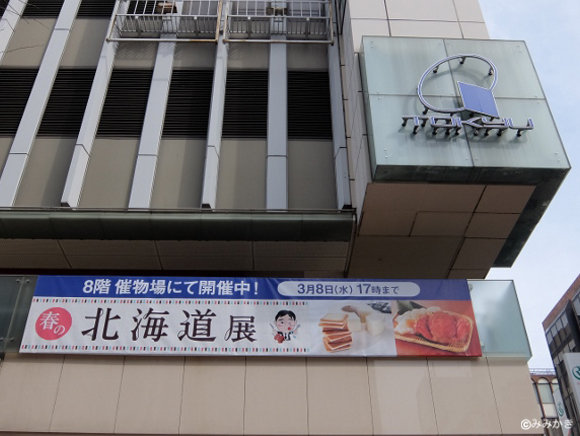 nakyu
8階 催物場にて開催中！
3月8日(水) 17時まで
春の
北海道展
©みみかき